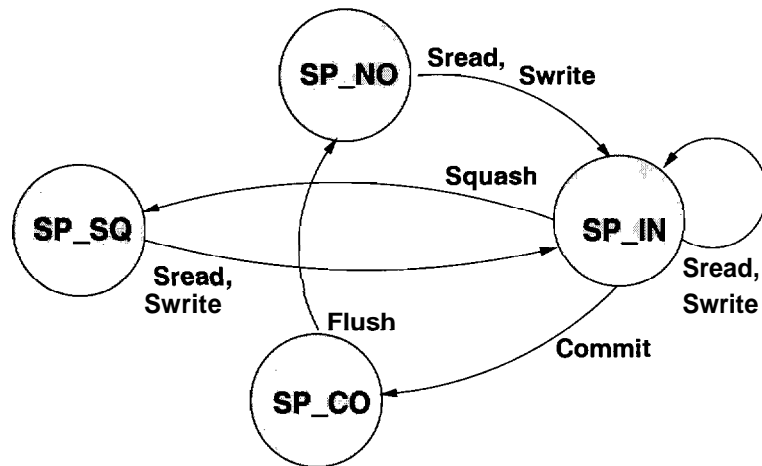 SP_NO
Sread,
Swrite
Squash
SP_SQ
SP_IN
Sread,
Swrite
Sread,
Swrite
Flush
Commit
SP_CO